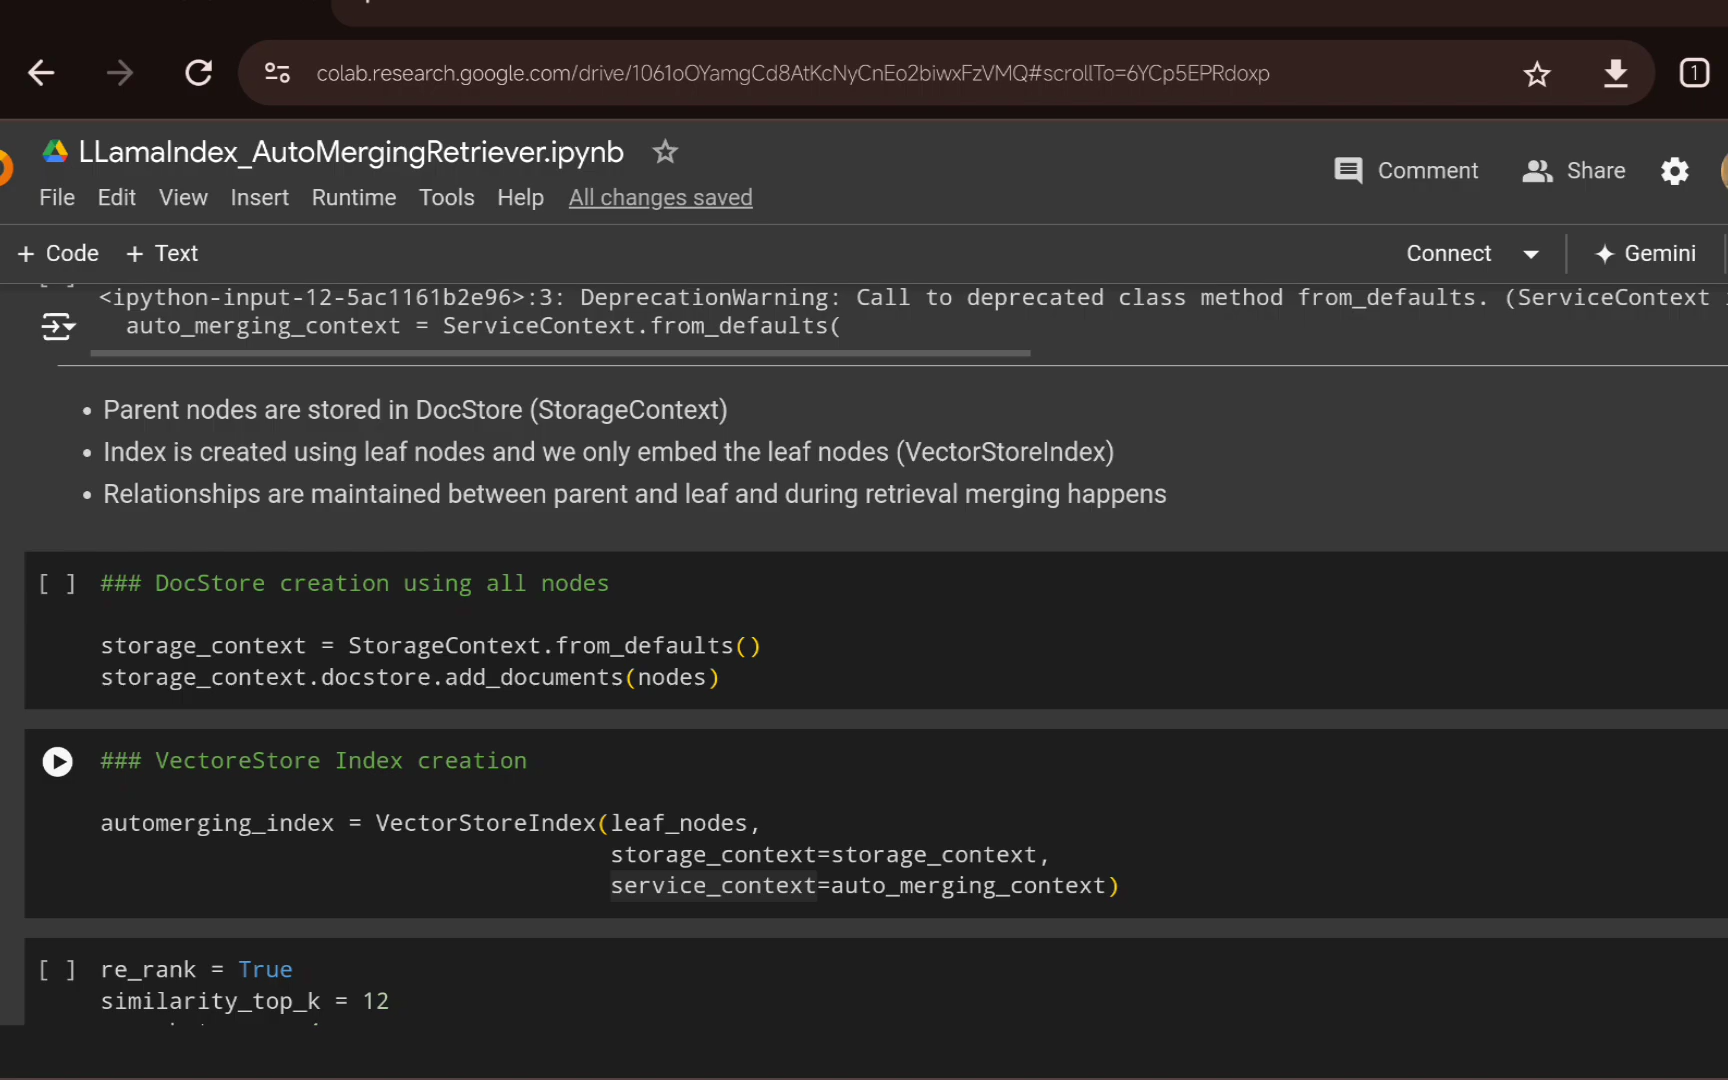 colab.research.google.com/drive/1061oOYamgCd8AtKcNyCnEo2biwxFzVMQ#scrollTo=6YCp5EPRdoxp
1
LLamaIndex_AutoMergingRetriever.ipynb
Comment Share
File Edit View Insert Runtime Tools Help All changes saved
+ Code + Text Connect Gemini
<ipython-input-12-5ac1161b2e96>:3: DeprecationWarning: Call to deprecated class method from_defaults. (ServiceContext
auto_merging_context = ServiceContext.from_defaults(
• Parent nodes are stored in DocStore (StorageContext)
• Index is created using leaf nodes and we only embed the leaf nodes (VectorStoreIndex)
• Relationships are maintained between parent and leaf and during retrieval merging happens
[ ] ### DocStore creation using all nodes
storage_context = StorageContext.from_defaults()
storage_context.docstore.add_documents(nodes)
### VectoreStore Index creation
automerging_index = VectorStoreIndex(leaf_nodes,
storage_context=storage_context,
service_context=auto_merging_context)
[ ] re_rank = True
similarity_top_k = 12